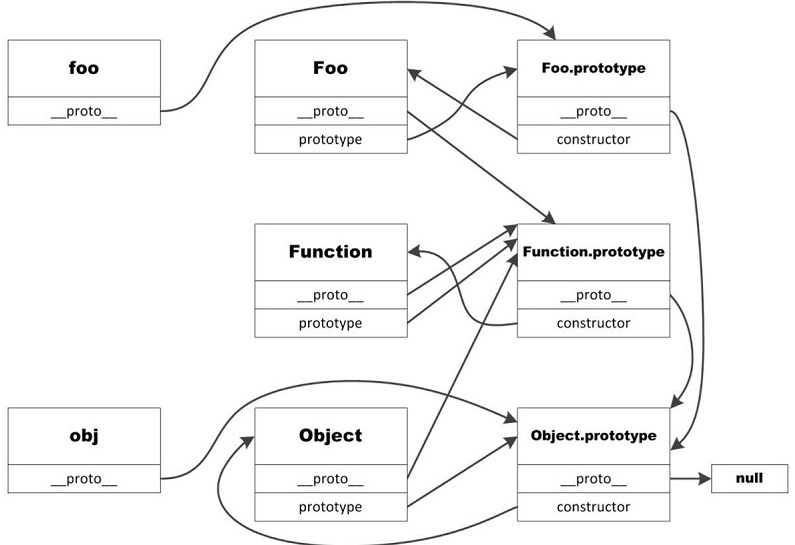 foo
__proto__
Foo
__proto__
prototype
Foo.prototype
__proto__
constructor
Function
__proto__
prototype
Function.prototype
__proto__
constructor
obj
__proto__
Object
__proto__
prototype
Object.prototype
__proto__
constructor
null